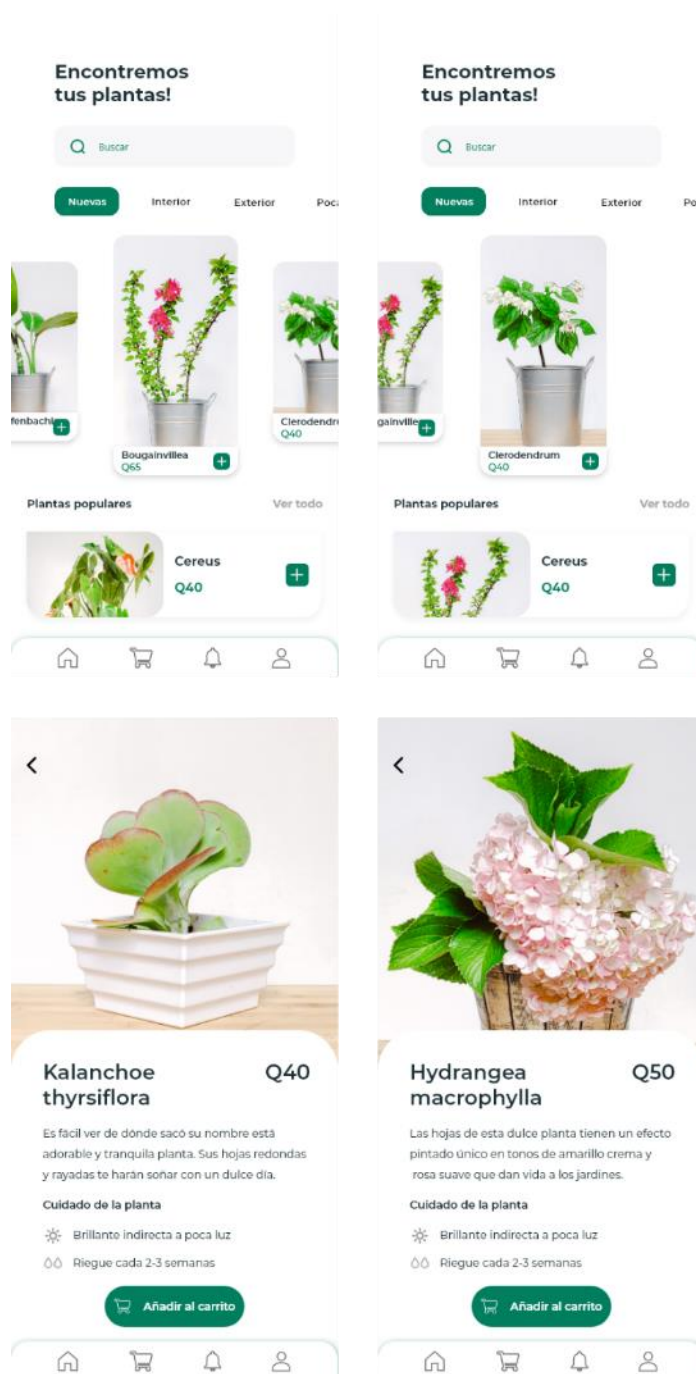 Encontremos
tus plantas!
Buscar
Nuevas Interior Exterior Poca
fenbachia
Bougainvillea
Q65
Clerodendru
Q40
Plantas populares Ver todo
Cereus
Q40
Encontremos
tus plantas!
Buscar
Nuevas Interior Exterior Po
gainville
Clerodendrum
Q40
Plantas populares Ver todo
Cereus
Q40
Kalanchoe Q40
thyrsiflora
Es fácil ver de dónde sacó su nombre está
adorable y tranquila planta. Sus hojas redondas
y rayadas te harán soñar con un dulce día.
Cuidado de la planta
Brillante indirecta a poca luz
Riegue cada 2-3 semanas
Añadir al carrito
Hydrangea Q50
macrophylla
Las hojas de esta dulce planta tienen un efecto
pintado único en tonos de amarillo crema y
rosa suave que dan vida a los jardines.
Cuidado de la planta
Brillante indirecta a poca luz
Riegue cada 2-3 semanas
Añadir al carrito